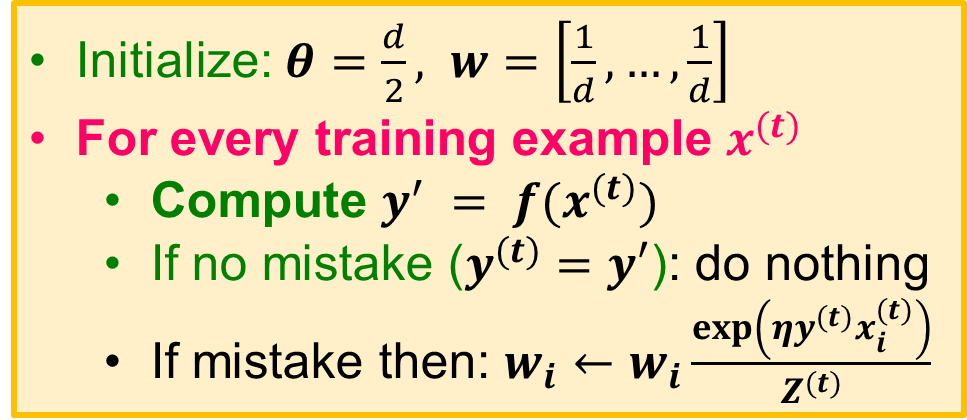 • Initialize: θ = d/2, w = [1/d, …, 1/d]
• For every training example x^(t)
• Compute y′ = f(x^(t))
• If no mistake (y^(t) = y′): do nothing
• If mistake then: w_i ← w_i exp(ηy^(t)x_i^(t))/Z^(t)